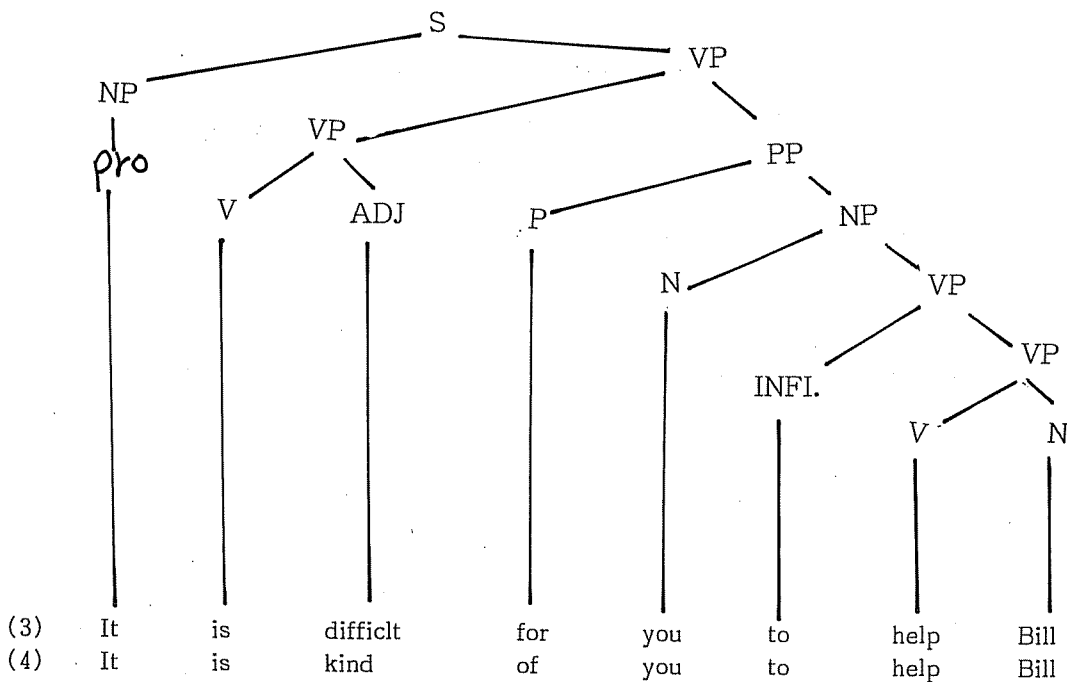 S
NP VP
VP
pro PP
V ADJ P NP
N VP
VP
INFI.
V N
(3) It is difficlt for you to help Bill
(4) It is kind of you to help Bill